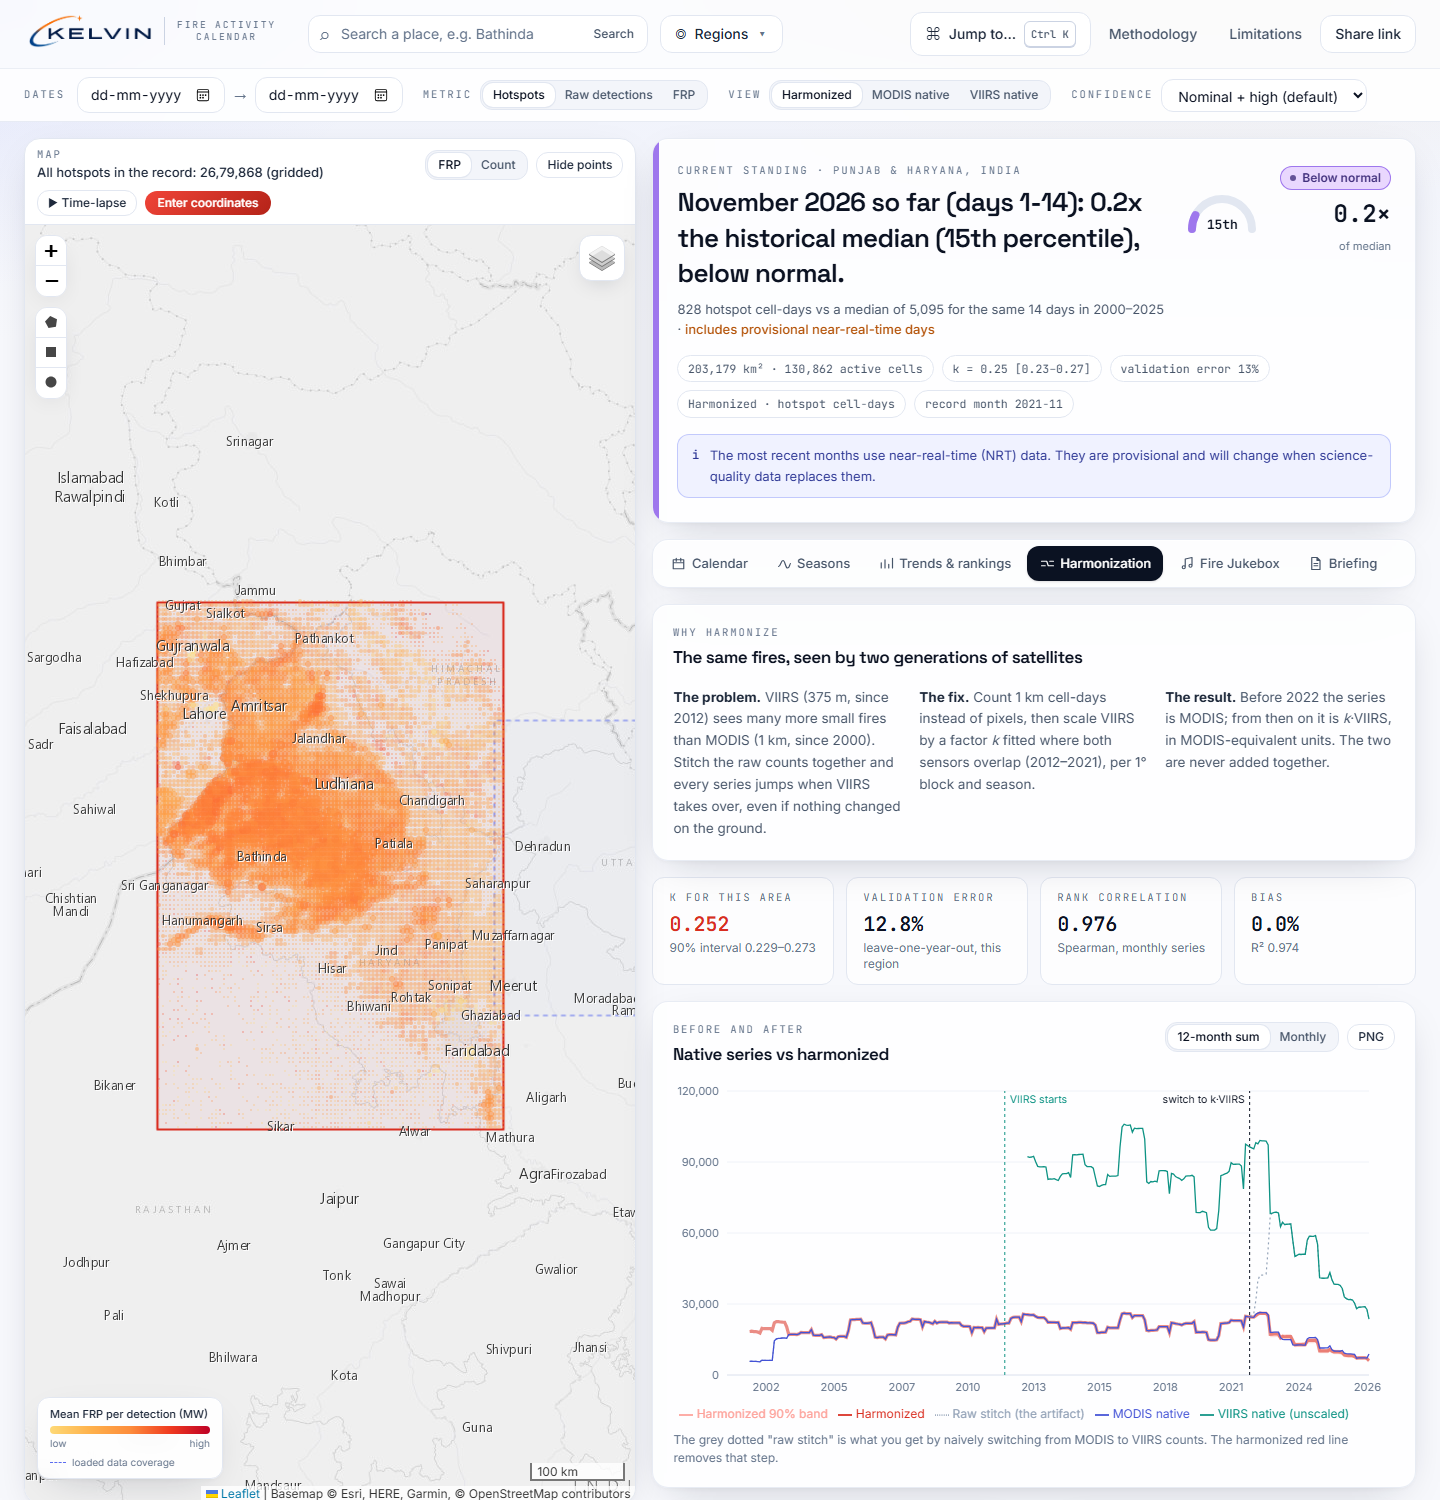 KELVIN
FIRE ACTIVITY
CALENDAR
Search a place, e.g. Bathinda
Search
Regions
Jump to...
Ctrl K
Methodology
Limitations
Share link
DATES
dd-mm-yyyy
→
dd-mm-yyyy
METRIC
Hotspots
Raw detections
FRP
VIEW
Harmonized
MODIS native
VIIRS native
CONFIDENCE
Nominal + high (default)
MAP
All hotspots in the record: 26,79,868 (gridded)
FRP
Count
Hide points
Time-lapse
Enter coordinates
+
−
Srinagar
Islamabad
Rawalpindi
Kotli
Bhimbar
Jammu
Gujrat
Sialkot
Pathankot
Gujranwala
Sargodha
Hafizabad
HIMACHAL
PRADESH
Shekhupura
Amritsar
Lahore
Faisalabad
Sadr
Jalandhar
Ludhiana
Chandigarh
Sahiwal
Patiala
Dehradun
Bathinda
UTTA
Sri Ganganagar
Saharanpur
Chishtian
Mandi
Hanumangarh
Sirsa
Muzaffarnagar
Panipat
Jind
HARYANA
Hisar
Sonipat
Meerut
Rohtak
Bhiwani
Moradabad
Ghaziabad
Faridabad
Bikaner
Aligarh
Sikar
Alwar
Mathura
Agra
Firozabad
Jaipur
RAJASTHAN
Ajmer
Gangapur City
Jodhpur
Tonk
Gwalior
Sawai
Madhopur
Pali
Bhilwara
Shivpuri
Jhansi
Kota
Guna
Mandsaur
Mean FRP per detection (MW)
low
high
loaded data coverage
100 km
Leaflet | Basemap © Esri, HERE, Garmin, © OpenStreetMap contributors
CURRENT STANDING · PUNJAB & HARYANA, INDIA
November 2026 so far (days 1-14): 0.2x
the historical median (15th percentile),
below normal.
15th
Below normal
0.2×
of median
828 hotspot cell-days vs a median of 5,095 for the same 14 days in 2000–2025
· includes provisional near-real-time days
203,179 km² · 130,862 active cells
k = 0.25 [0.23–0.27]
validation error 13%
Harmonized · hotspot cell-days
record month 2021-11
i
The most recent months use near-real-time (NRT) data. They are provisional and will change when science-
quality data replaces them.
Calendar
Seasons
Trends & rankings
Harmonization
Fire Jukebox
Briefing
WHY HARMONIZE
The same fires, seen by two generations of satellites
The problem. VIIRS (375 m, since
2012) sees many more small fires
than MODIS (1 km, since 2000).
Stitch the raw counts together and
every series jumps when VIIRS
takes over, even if nothing changed
on the ground.
The fix. Count 1 km cell-days
instead of pixels, then scale VIIRS
by a factor k fitted where both
sensors overlap (2012–2021), per 1°
block and season.
The result. Before 2022 the series
is MODIS; from then on it is k·VIIRS,
in MODIS-equivalent units. The two
are never added together.
K FOR THIS AREA
0.252
90% interval 0.229–0.273
VALIDATION ERROR
12.8%
leave-one-year-out, this
region
RANK CORRELATION
0.976
Spearman, monthly series
BIAS
0.0%
R² 0.974
BEFORE AND AFTER
Native series vs harmonized
12-month sum
Monthly
PNG
120,000
90,000
60,000
30,000
0
VIIRS starts
switch to k·VIIRS
2002
2005
2007
2010
2013
2015
2018
2021
2024
2026
Harmonized 90% band
Harmonized
Raw stitch (the artifact)
MODIS native
VIIRS native (unscaled)
The grey dotted "raw stitch" is what you get by naively switching from MODIS to VIIRS counts. The harmonized red line
removes that step.